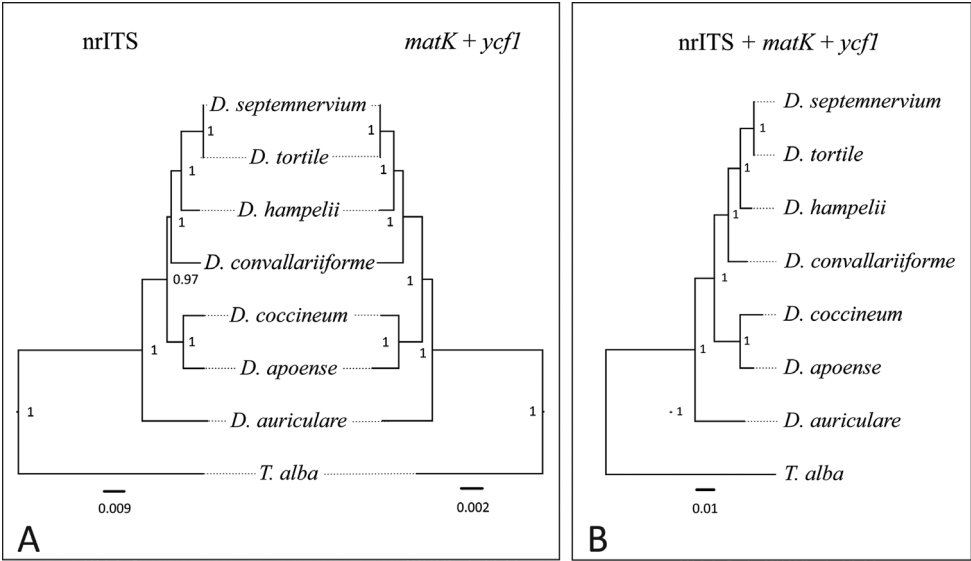 nrITS
matK + ycf1
D. septemnervium
1
1
D. tortile
1
1
D. hampelii
1
1
D. convallariiforme
0.97
1
D. coccineum
1
1
D. apoense
1
1
D. auriculare
1
1
T. alba
0.009
0.002
A
nrITS + matK + ycf1
D. septemnervium
1
D. tortile
1
D. hampelii
1
D. convallariiforme
1
D. coccineum
1
D. apoense
1
D. auriculare
1
T. alba
0.01
B